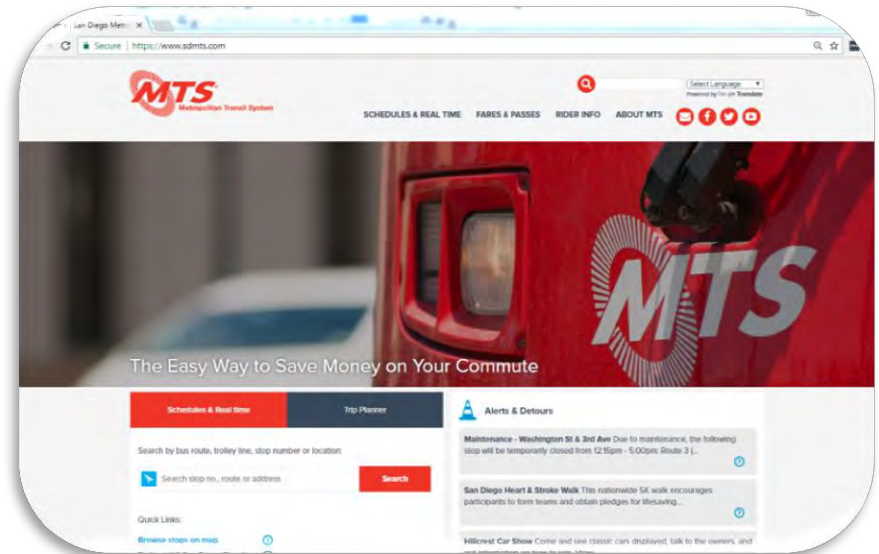 San Diego Metro
Secure https://www.sdmts.com
MTS
Metropolitan Transit System
Select Language
Powered by Translate
SCHEDULES & REAL TIME FARES & PASSES RIDER INFO ABOUT MTS
MTS
The Easy Way to Save Money on Your Commute
Schedules & Real time Trip Planner
Alerts & Detours
Search by bus route, trolley line, stop number or location:
Search stop no., route or address
Search
Quick Links:
Browse stops on map
Maintenance - Washington St & 3rd Ave Due to maintenance, the following
stop will be temporarily closed from 12:15pm - 5:00pm: Route 3 (...
San Diego Heart & Stroke Walk This nationwide 5K walk encourages
participants to form teams and obtain pledges for lifesaving...
Hillcrest Car Show Come and see classic cars displayed, talk to the owners, and